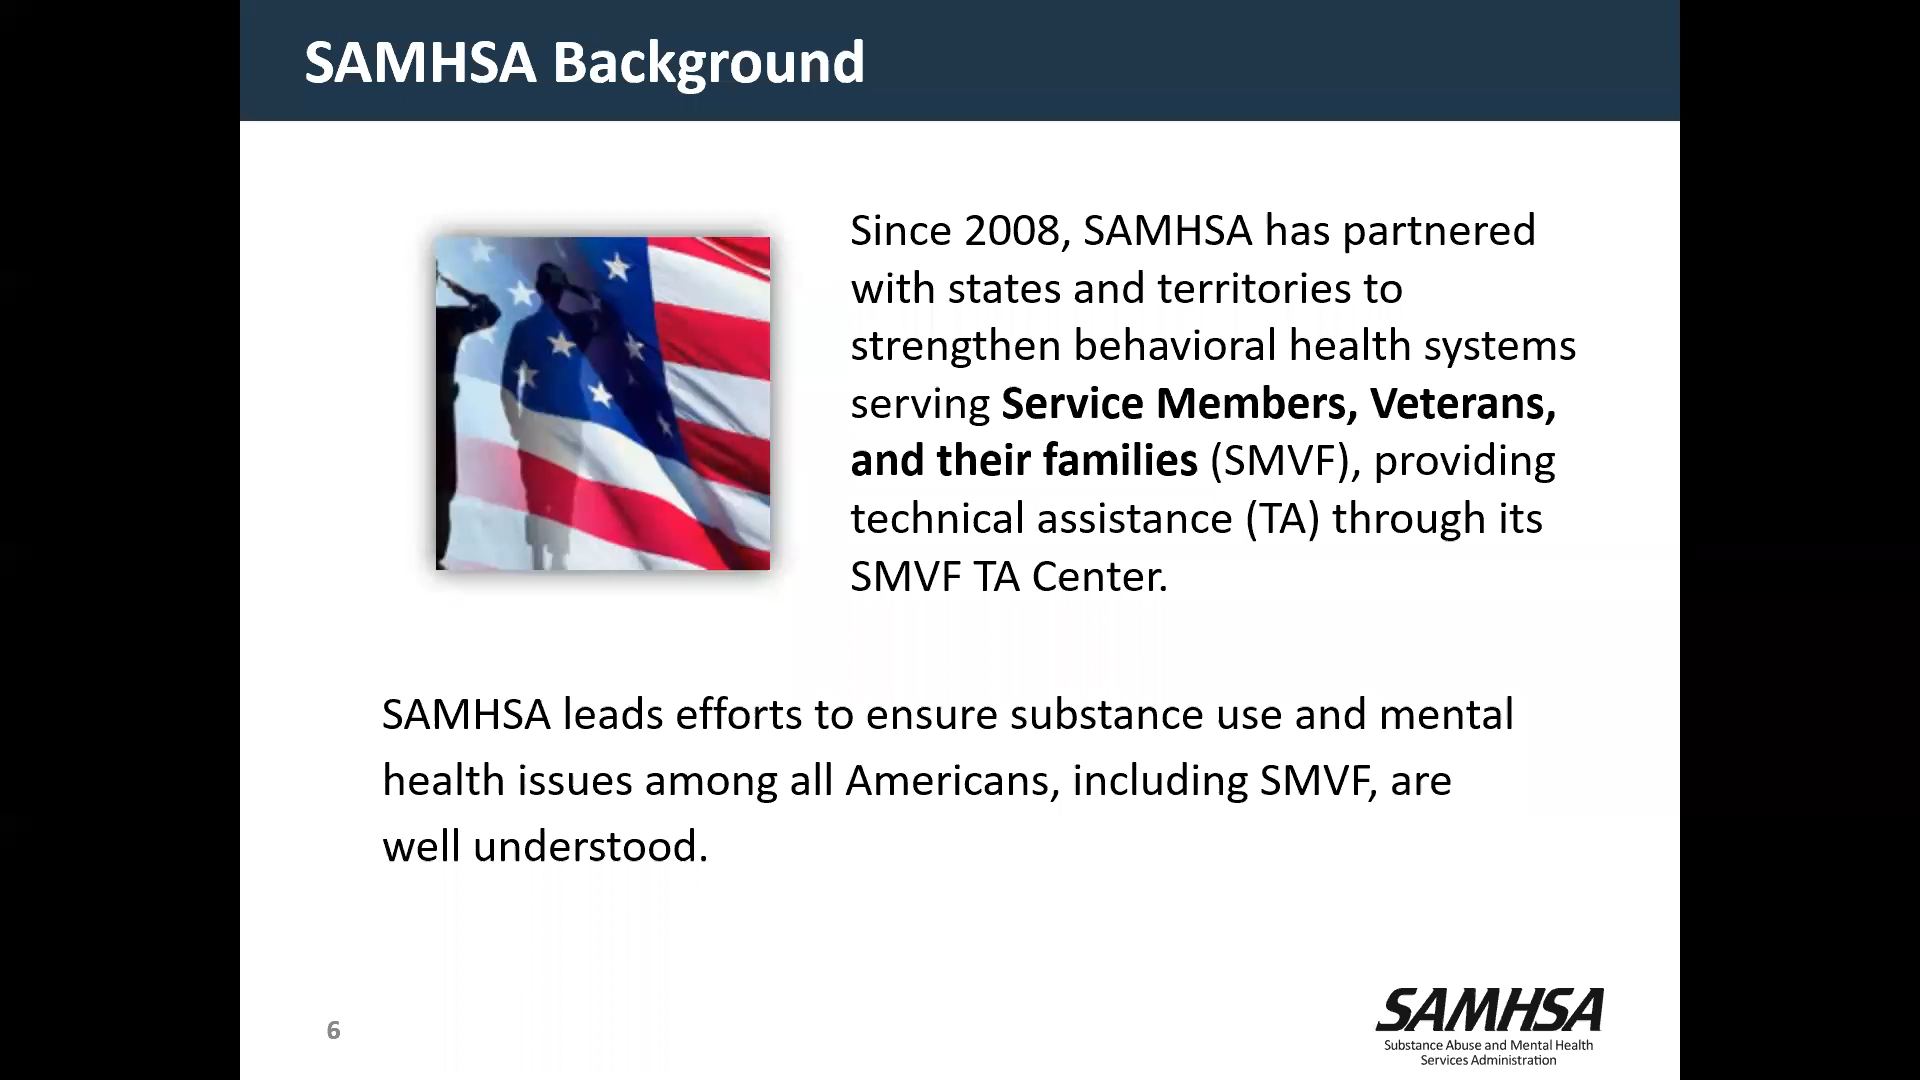 SAMHSA Background
Since 2008, SAMHSA has partnered
with states and territories to
strengthen behavioral health systems
serving Service Members, Veterans,
and their families (SMVF), providing
technical assistance (TA) through its
SMVF TA Center.
SAMHSA leads efforts to ensure substance use and mental
health issues among all Americans, including SMVF, are
well understood.
6
SAMHSA
Substance Abuse and Mental Health
Services Administration